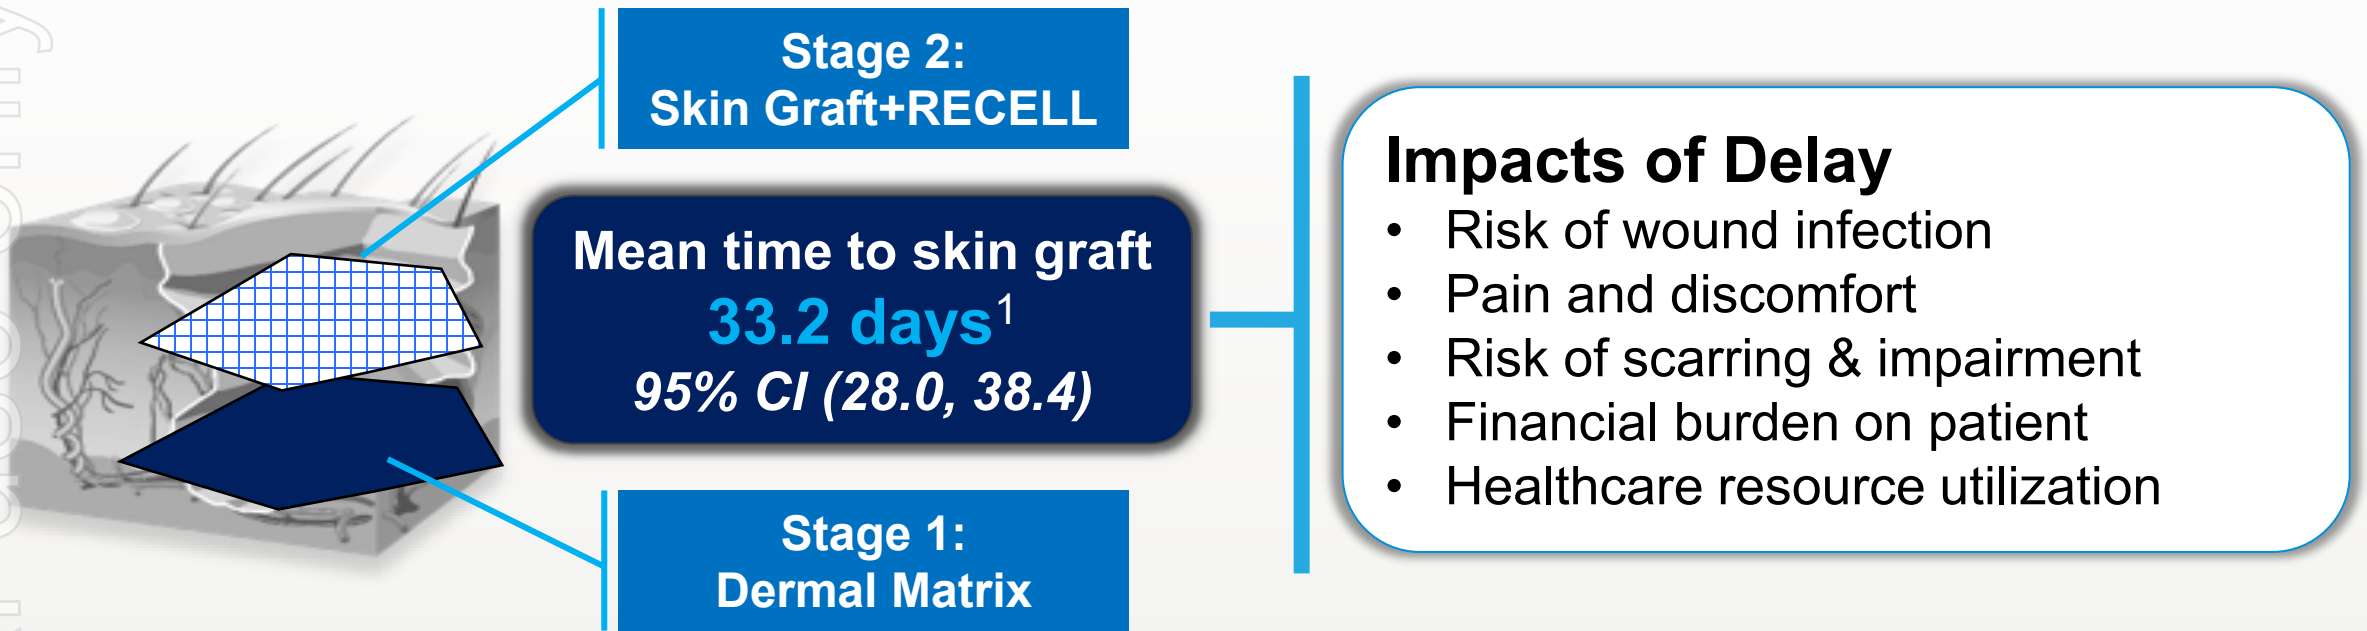 Stage 2:
Skin Graft+RECELL
Mean time to skin graft
33.2 days1
95% CI (28.0, 38.4)
Stage 1:
Dermal Matrix
Impacts of Delay
• Risk of wound infection
• Pain and discomfort
• Risk of scarring & impairment
• Financial burden on patient
• Healthcare resource utilization